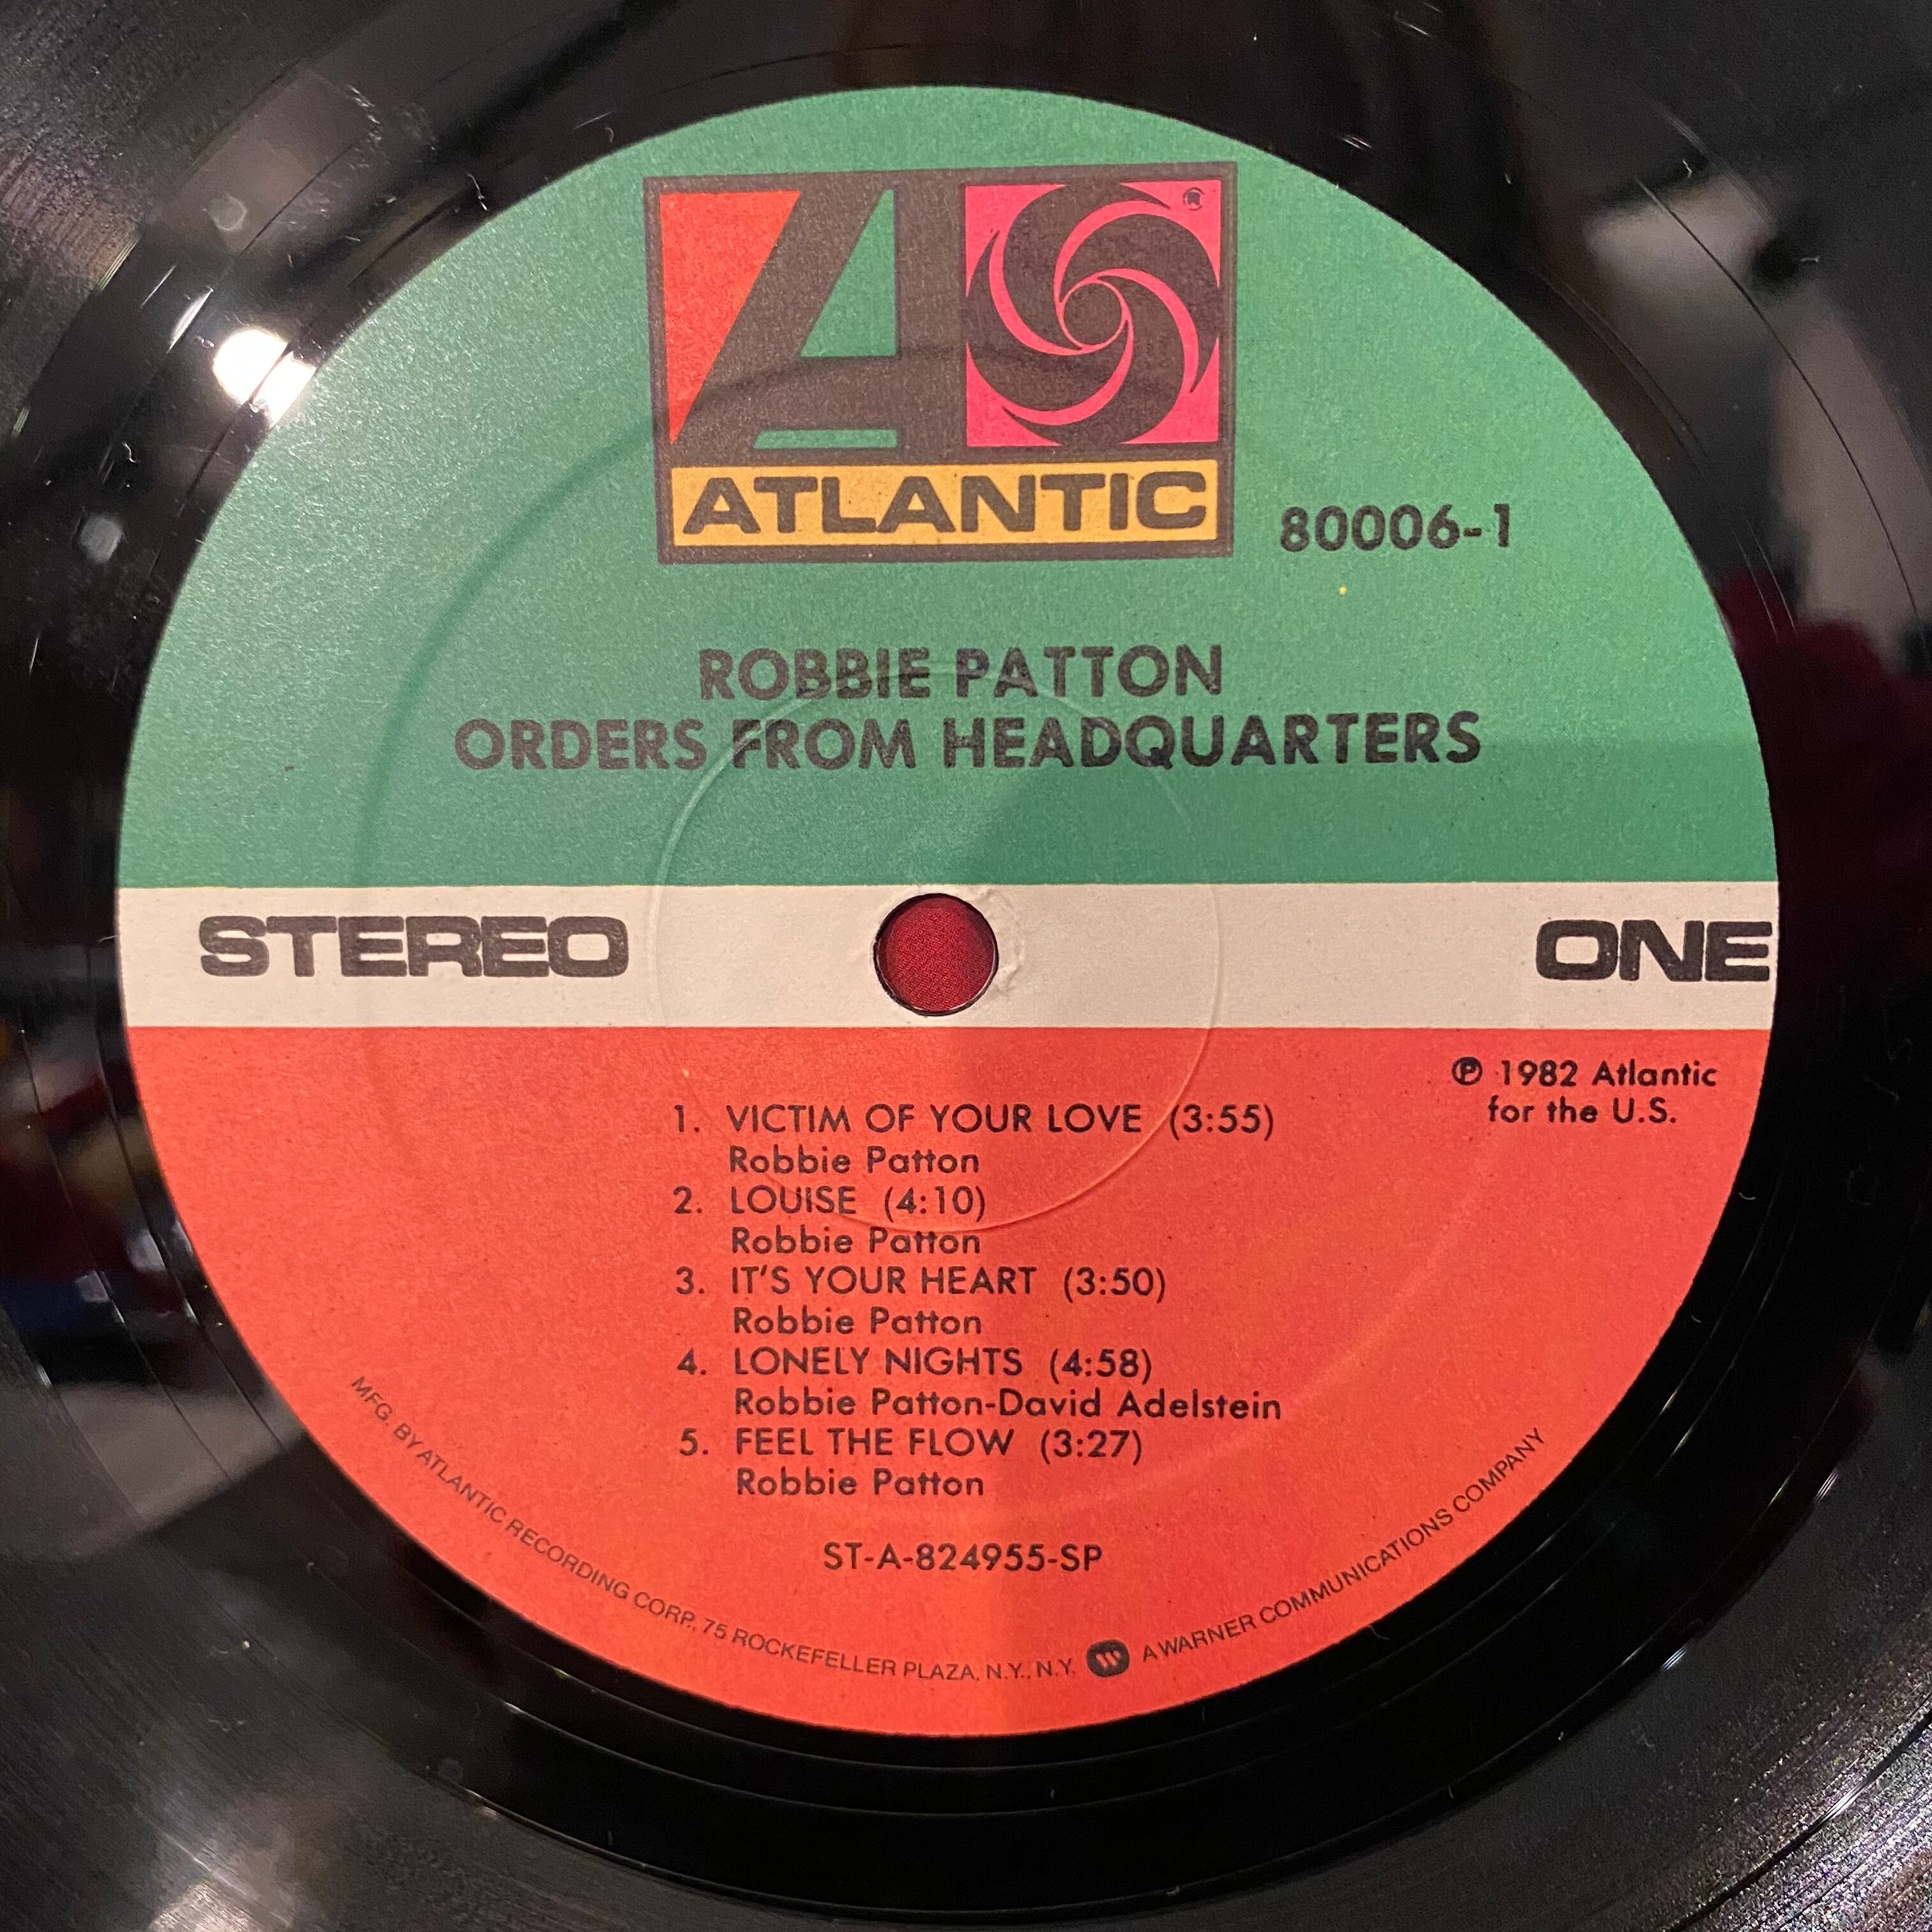 ATLANTIC
®
80006-1
ROBBIE PATTON
ORDERS FROM HEADQUARTERS
STEREO
ONE
℗ 1982 Atlantic
for the U.S.
1. VICTIM OF YOUR LOVE (3:55)
Robbie Patton
2. LOUISE (4:10)
Robbie Patton
3. IT'S YOUR HEART (3:50)
Robbie Patton
4. LONELY NIGHTS (4:58)
Robbie Patton-David Adelstein
5. FEEL THE FLOW (3:27)
Robbie Patton
ST-A-824955-SP
MFG. BY ATLANTIC RECORDING CORP., 75 ROCKEFELLER PLAZA, N.Y., N.Y. A WARNER COMMUNICATIONS COMPANY